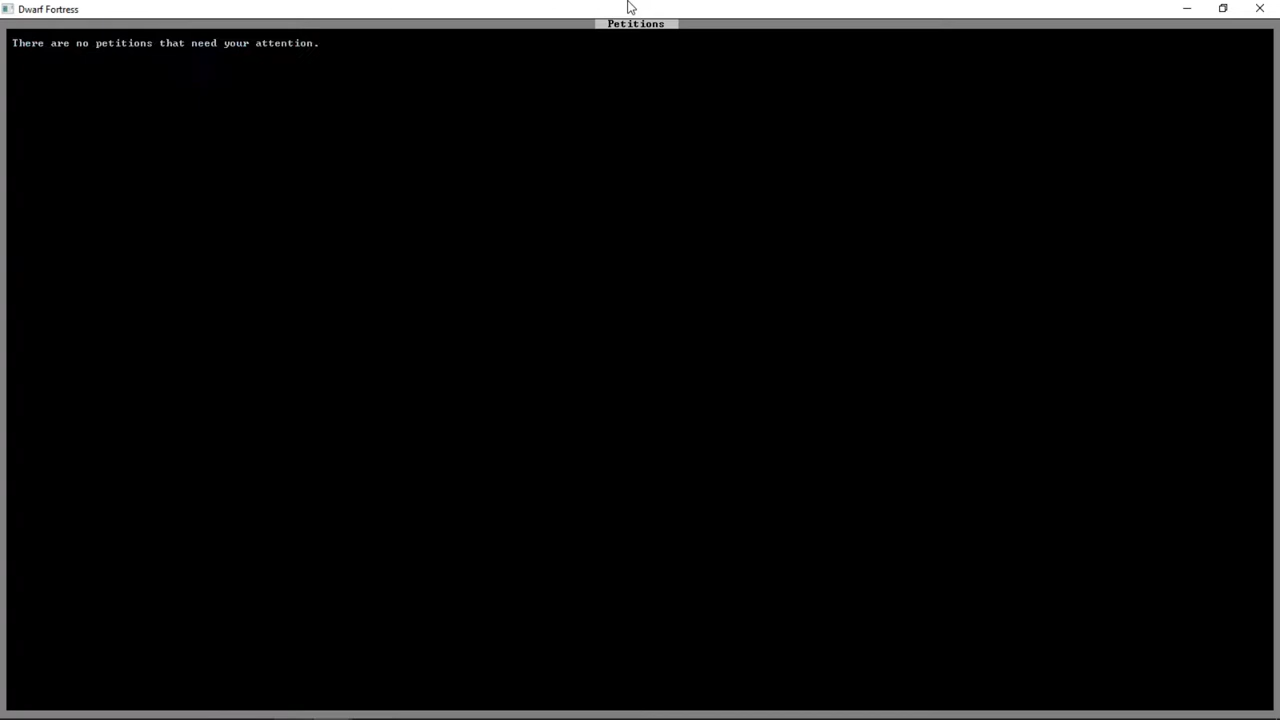 Dwarf Fortress
Petitions
There are no petitions that need your attention.